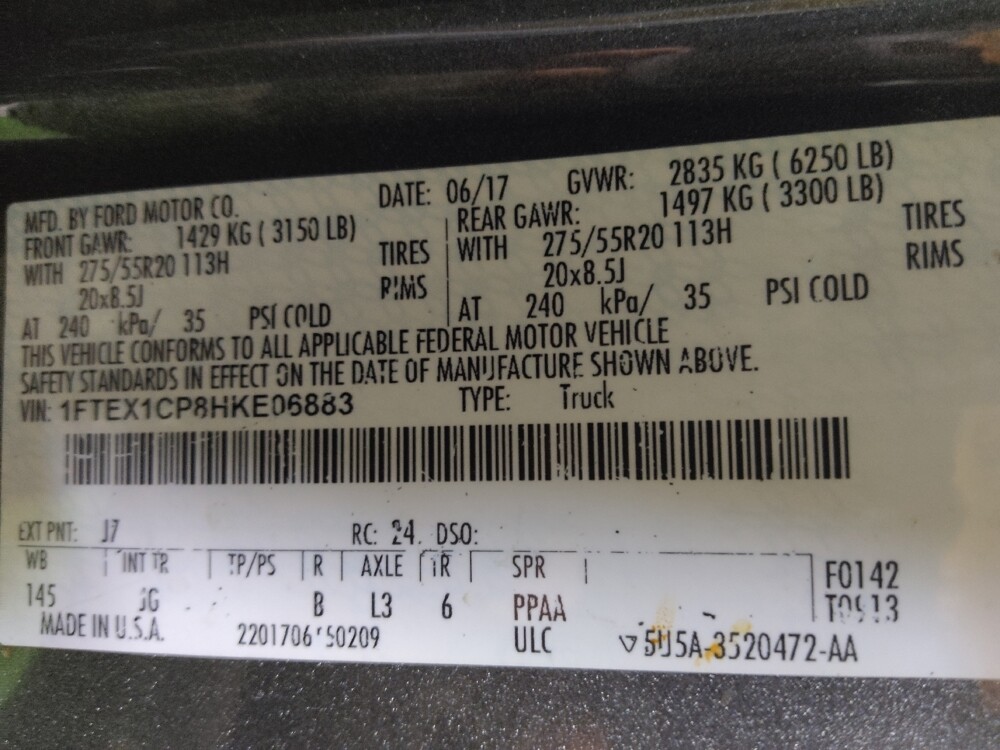 MFD. BY FORD MOTOR CO. DATE: 06/17 GVWR: 2835 KG ( 6250 LB)
FRONT GAWR: 1429 KG ( 3150 LB) REAR GAWR: 1497 KG ( 3300 LB)
WITH 275/55R20 113H TIRES WITH 275/55R20 113H TIRES
20x8.5J RIMS 20x8.5J RIMS
AT 240 kPa/ 35 PSI COLD AT 240 kPa/ 35 PSI COLD
THIS VEHICLE CONFORMS TO ALL APPLICABLE FEDERAL MOTOR VEHICLE
SAFETY STANDARDS IN EFFECT ON THE DATE OF MANUFACTURE SHOWN ABOVE.
VIN: 1FTEX1CP8HKE06883 TYPE: Truck
EXT PNT: J7 RC: 24 DSO:
WB INT TR TP/PS R AXLE TR SPR F0142
145 B L3 6 PPAA
MADE IN U.S.A. ULC